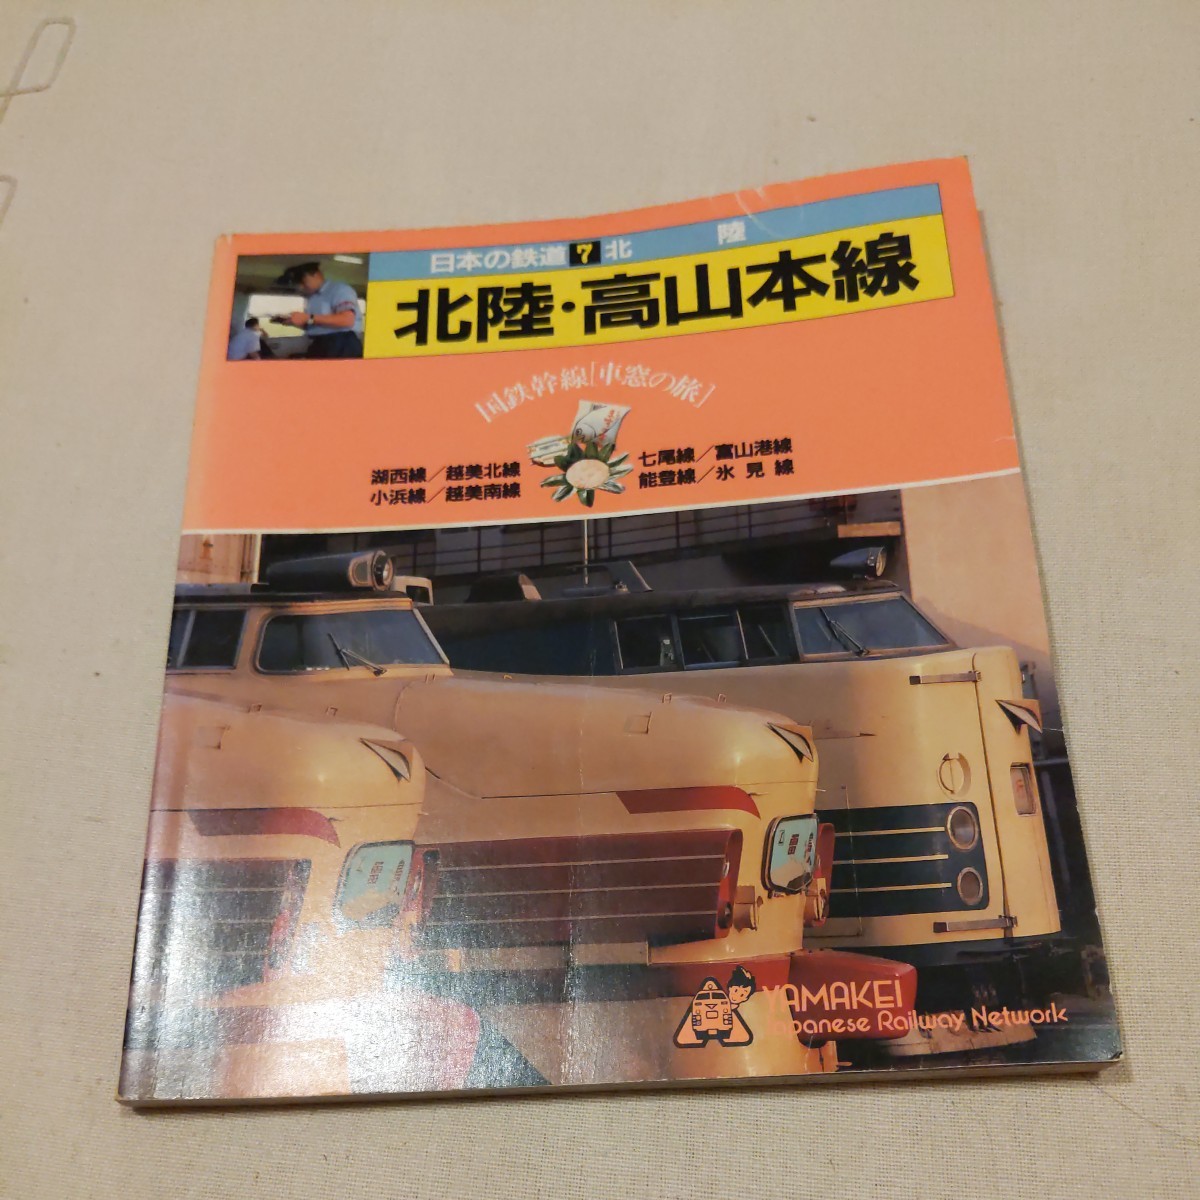 日本の鉄道 7 北陸
北陸・高山本線
国鉄幹線「車窓の旅」
湖西線／越美北線
小浜線／越美南線
七尾線／富山港線
能登線／氷見線
YAMAKEI
Japanese Railway Network